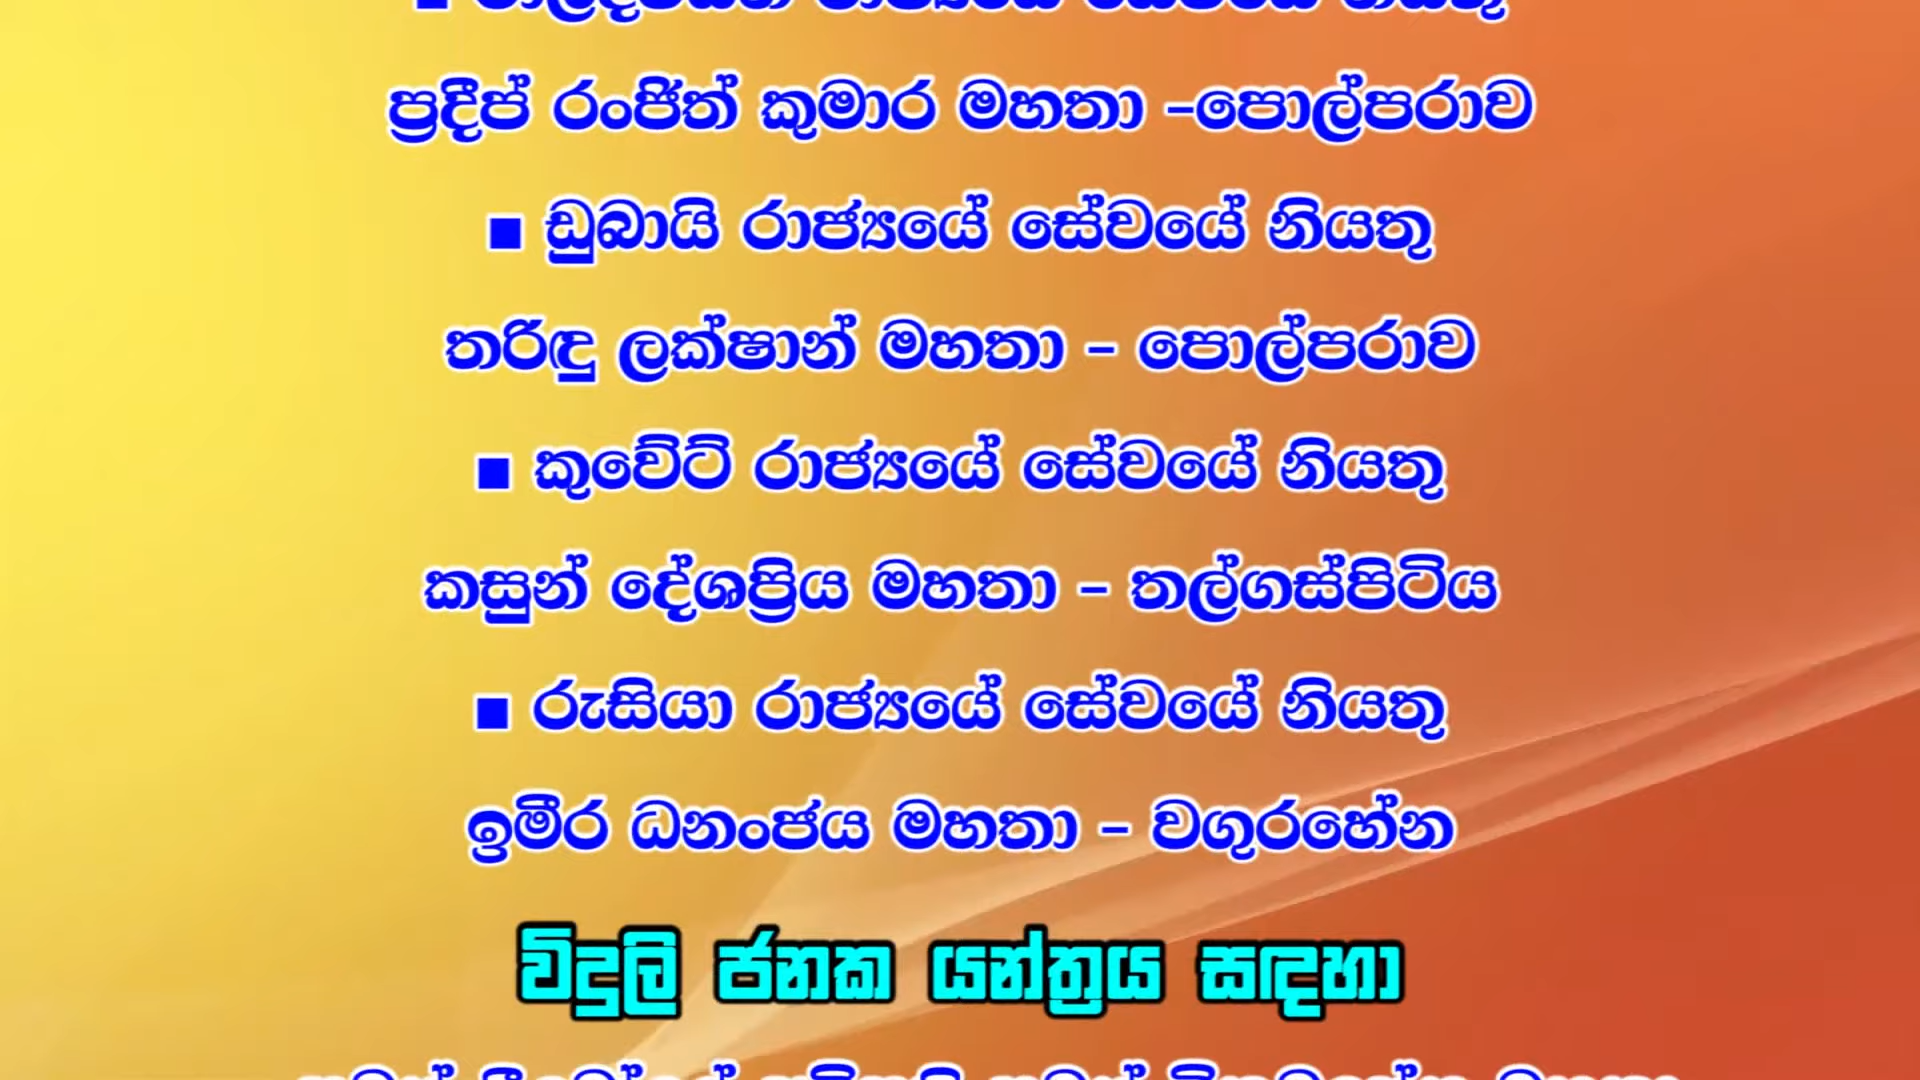 ප්‍රදීප් රංජිත් කුමාර මහතා -පොල්පරාව
■ ඩුබායි රාජ්‍යයේ සේවයේ නියතු
තරිඳු ලක්ෂාන් මහතා - පොල්පරාව
■ කුවේට් රාජ්‍යයේ සේවයේ නියතු
කසුන් දේශප්‍රිය මහතා - තල්ගස්පිටිය
■ රුසියා රාජ්‍යයේ සේවයේ නියතු
ඉමීර ධනංජය මහතා - වගුරහේන
විදුලි ජනක යන්ත්‍රය සඳහා